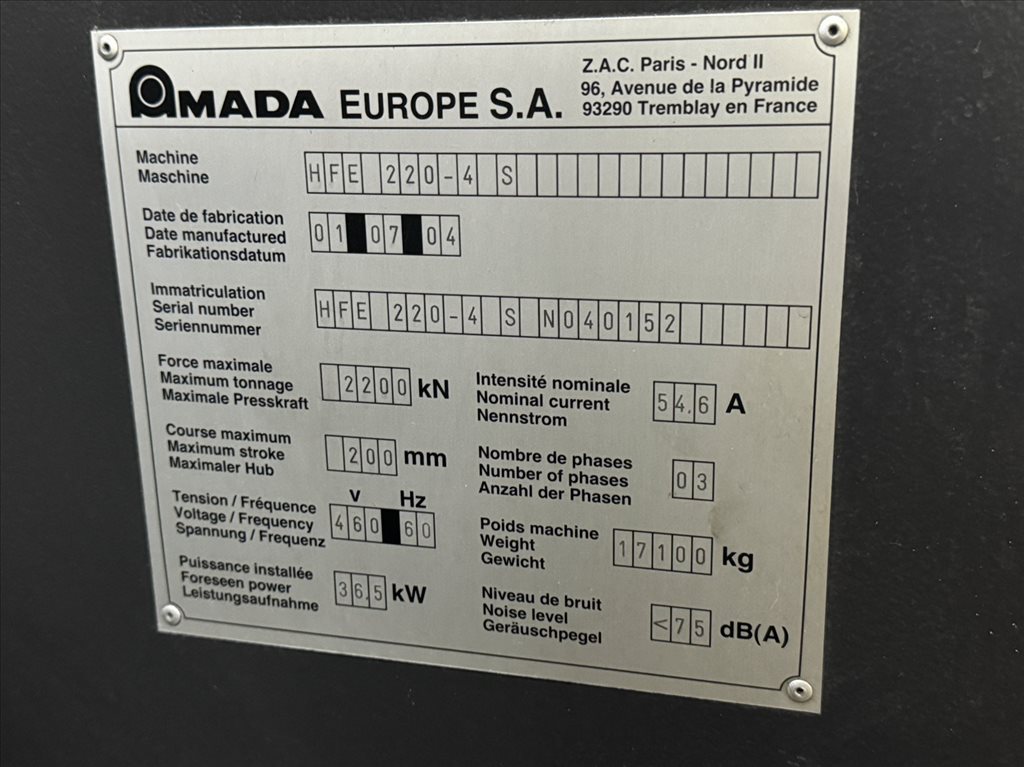 AMADA EUROPE S.A.
Z.A.C. Paris - Nord II
96, Avenue de la Pyramide
93290 Tremblay en France
Machine
Maschine
HFE 220-4 S
Date de fabrication
Date manufactured
Fabrikationsdatum
01 07 04
Immatriculation
Serial number
Seriennummer
HFE 220-4 S N040152
Force maximale
Maximum tonnage
Maximale Presskraft
2200 kN
Intensité nominale
Nominal current
Nennstrom
54.6 A
Course maximum
Maximum stroke
Maximaler Hub
200 mm
Nombre de phases
Number of phases
Anzahl der Phasen
03
Tension / Fréquence
Voltage / Frequency
Spannung / Frequenz
V Hz
460 60
Poids machine
Weight
Gewicht
17100 kg
Puissance installée
Foreseen power
Leistungsaufnahme
36,5 kW
Niveau de bruit
Noise level
Geräuschpegel
<75 dB(A)